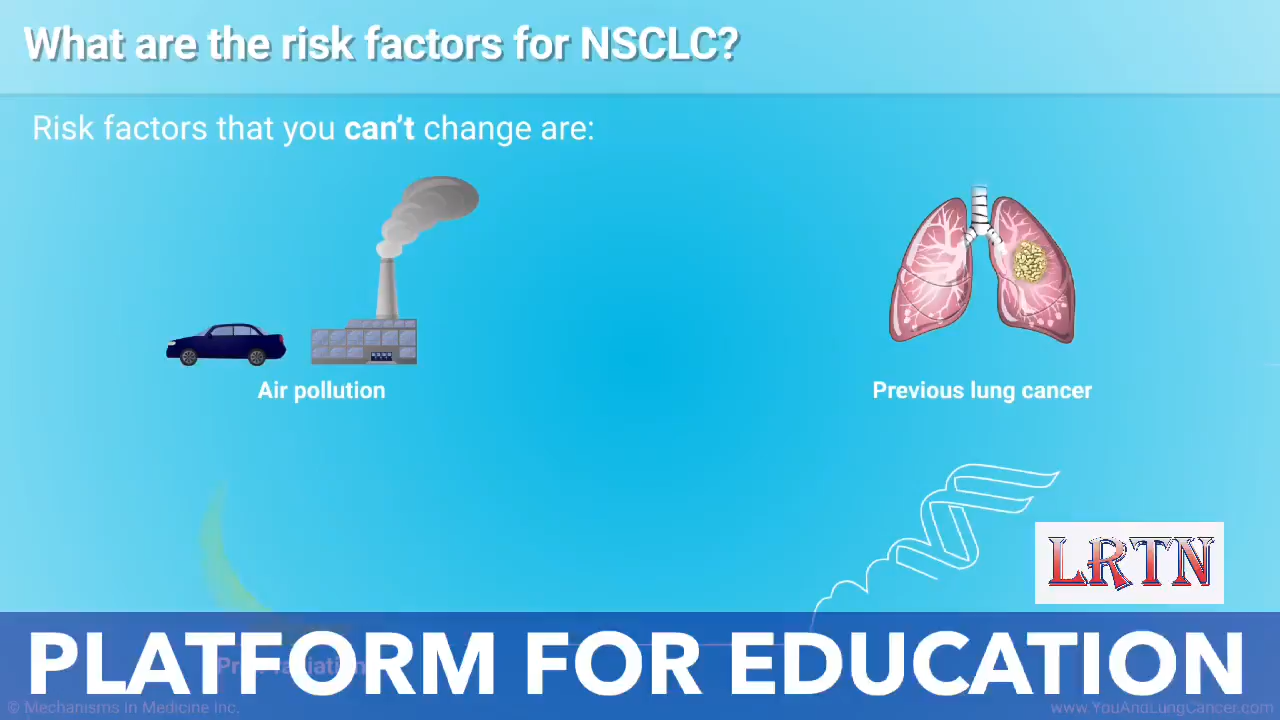 What are the risk factors for NSCLC?
Risk factors that you can't change are:
Air pollution
Previous lung cancer
LRTN
PLATFORM FOR EDUCATION
© Mechanisms in Medicine Inc.
www.YouAndLungCancer.com